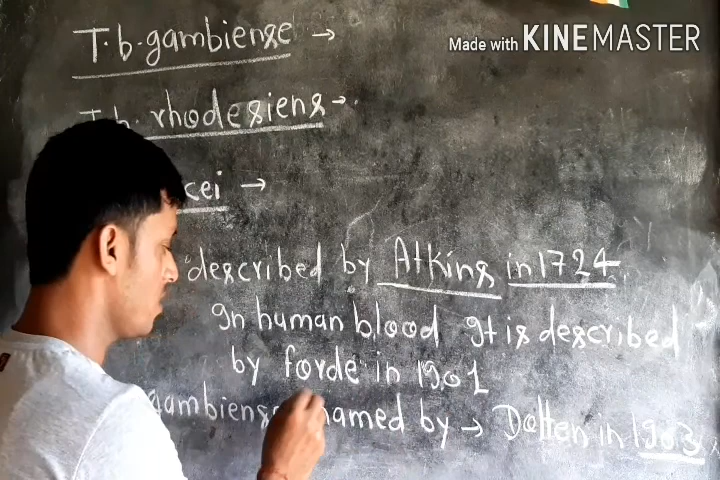 T.b.gambiense →
Made with KINEMASTER
T.b. rhodesiens →
cei →
described by Atkins in 1724
In human blood It is described
by forde in 1901
gambiense named by → Dutten in 1903